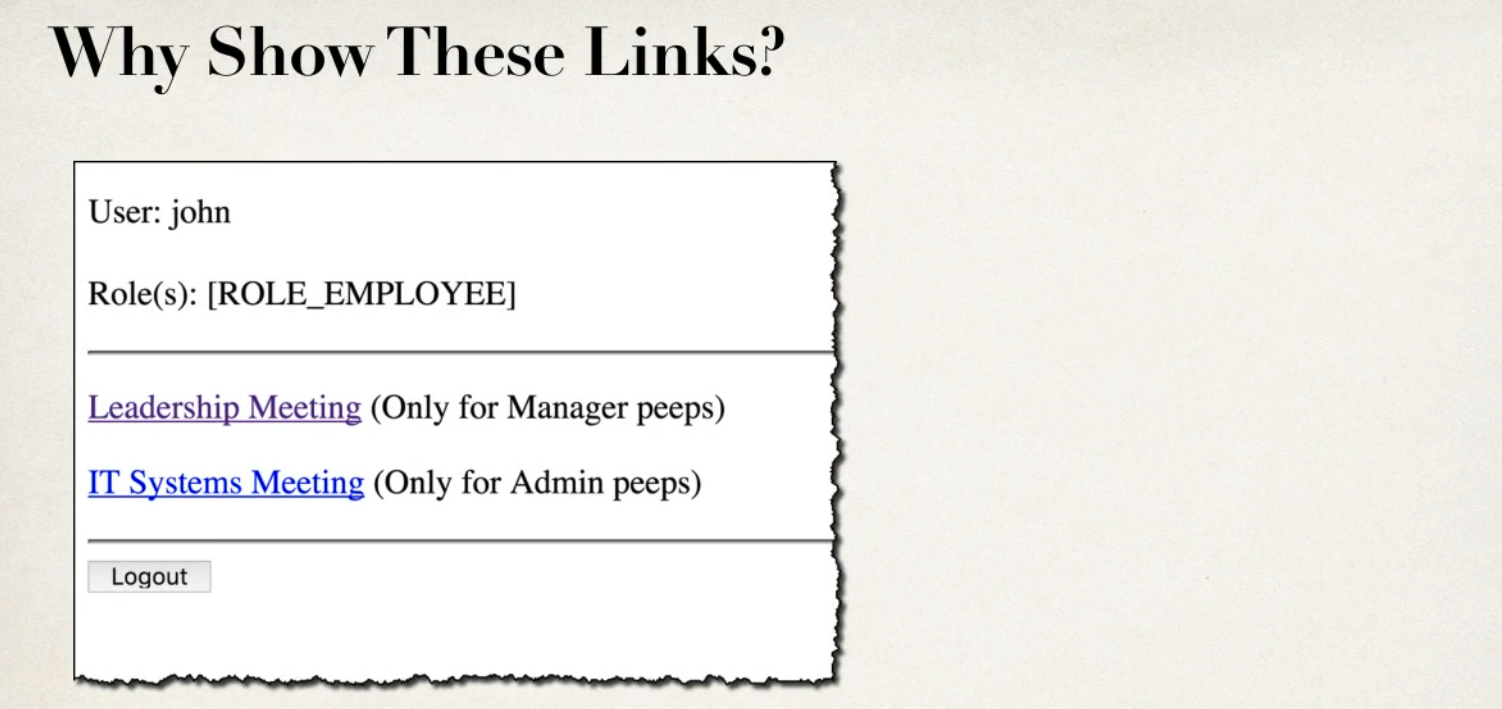 Why Show These Links?
User: john
Role(s): [ROLE_EMPLOYEE]
Leadership Meeting (Only for Manager peeps)
IT Systems Meeting (Only for Admin peeps)
Logout